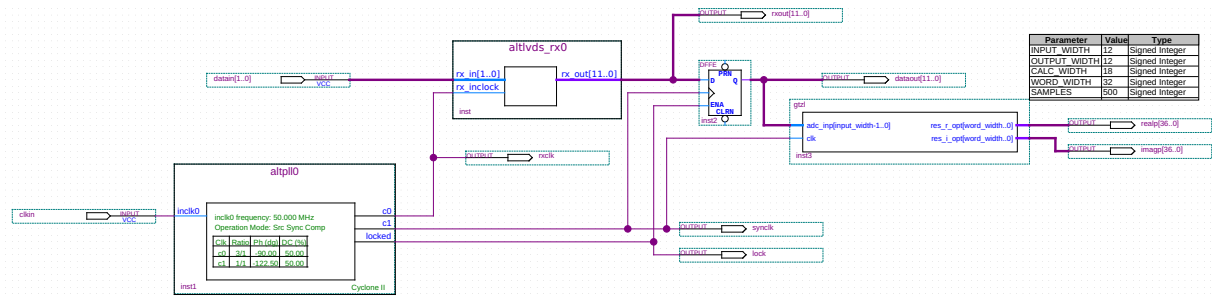 OUTPUT rxout[11..0]
altlvds_rx0
Parameter Value Type
INPUT_WIDTH 12 Signed Integer
OUTPUT_WIDTH 12 Signed Integer
CALC_WIDTH 18 Signed Integer
WORD_WIDTH 32 Signed Integer
SAMPLES 500 Signed Integer
datain[1..0] INPUT VCC
rx_in[1..0] rx_out[11..0]
rx_inclock
inst
DFFE
PRN
D Q
ENA
CLRN
inst2
OUTPUT dataout[11..0]
gtzl
adc_inp[input_width-1..0] res_r_opt[word_width..0]
clk res_i_opt[word_width..0]
inst3
OUTPUT realp[36..0]
OUTPUT imagp[36..0]
OUTPUT rxclk
altpll0
clkin INPUT VCC
inclk0 c0
c1
locked
inclk0 frequency: 50.000 MHz
Operation Mode: Src Sync Comp
Clk Ratio Ph (dg) DC (%)
c0 3/1 -90.00 50.00
c1 1/1 -122.50 50.00
inst1 Cyclone II
OUTPUT synclk
OUTPUT lock